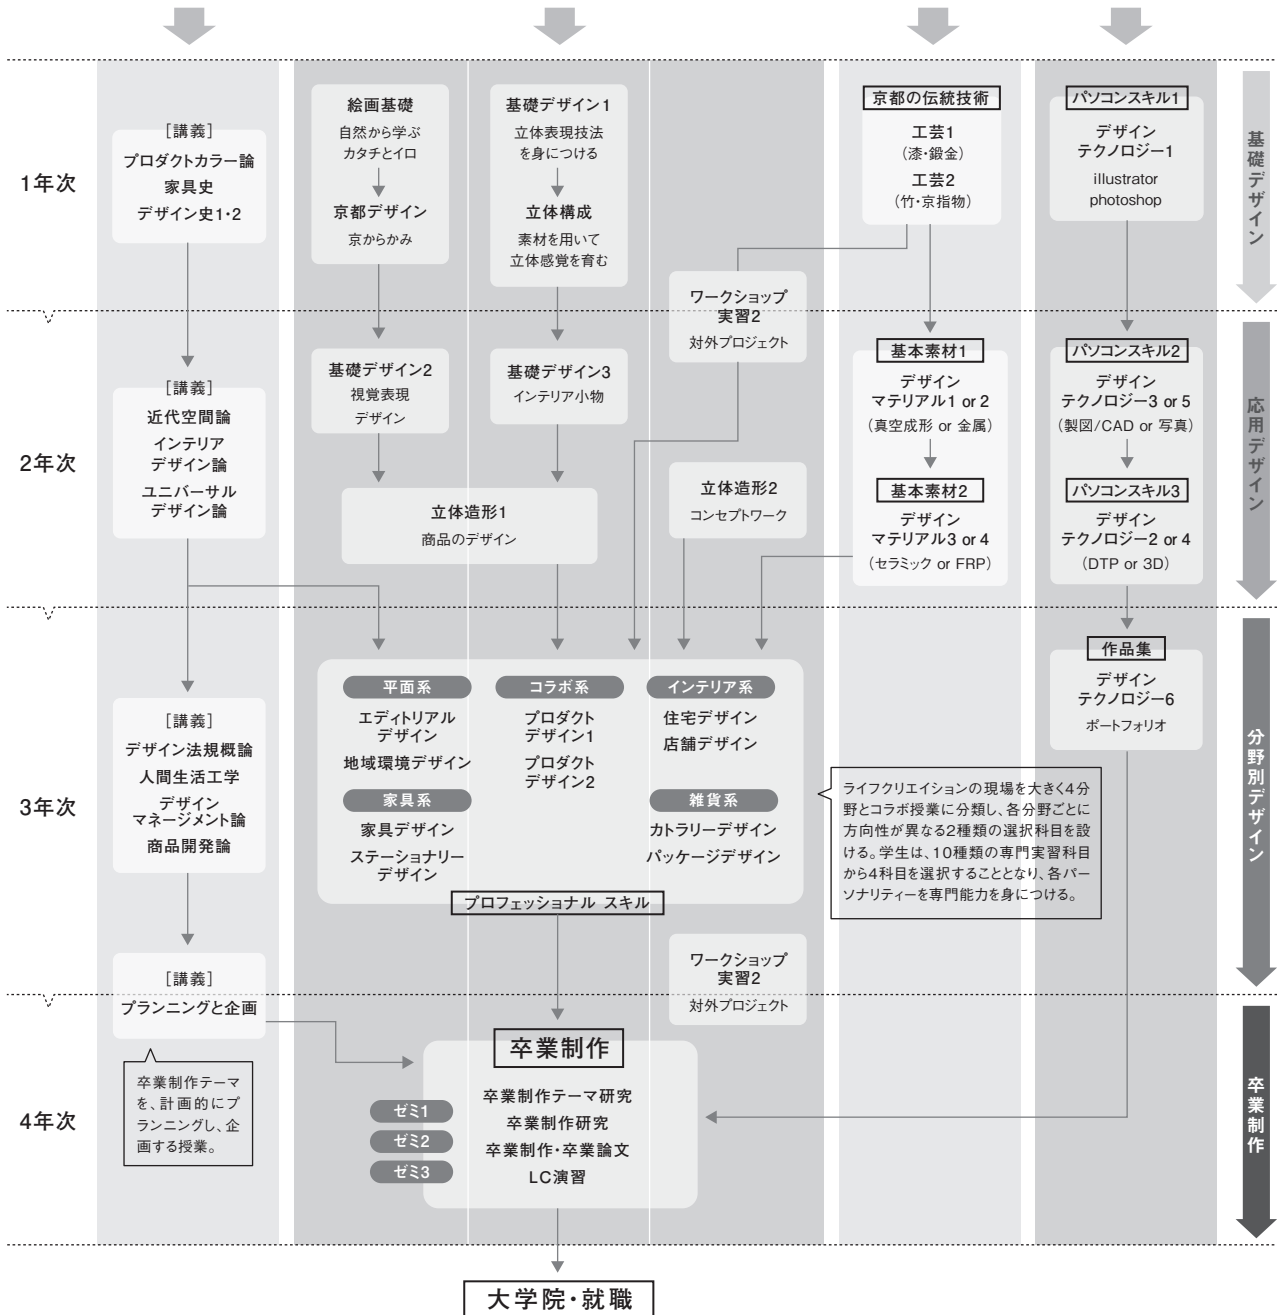 1年次
[講義]
プロダクトカラー論
家具史
デザイン史1・2
絵画基礎
自然から学ぶ
カタチとイロ
京都デザイン
京からかみ
基礎デザイン1
立体表現技法
を身につける
立体構成
素材を用いて
立体感覚を育む
ワークショップ
実習2
対外プロジェクト
京都の伝統技術
工芸1
（漆・鍛金）
工芸2
（竹・京指物）
パソコンスキル1
デザイン
テクノロジー1
illustrator
photoshop
基礎デザイン
2年次
[講義]
近代空間論
インテリア
デザイン論
ユニバーサル
デザイン論
基礎デザイン2
視覚表現
デザイン
基礎デザイン3
インテリア小物
立体造形1
商品のデザイン
立体造形2
コンセプトワーク
基本素材1
デザイン
マテリアル1 or 2
（真空成形 or 金属）
基本素材2
デザイン
マテリアル3 or 4
（セラミック or FRP）
パソコンスキル2
デザイン
テクノロジー3 or 5
（製図/CAD or 写真）
パソコンスキル3
デザイン
テクノロジー2 or 4
（DTP or 3D）
応用デザイン
3年次
[講義]
デザイン法規概論
人間生活工学
デザイン
マネージメント論
商品開発論
平面系
エディトリアル
デザイン
地域環境デザイン
家具系
家具デザイン
ステーショナリー
デザイン
コラボ系
プロダクト
デザイン1
プロダクト
デザイン2
インテリア系
住宅デザイン
店舗デザイン
雑貨系
カトラリーデザイン
パッケージデザイン
プロフェッショナル スキル
ライフクリエイションの現場を大きく4分
野とコラボ授業に分類し、各分野ごとに
方向性が異なる2種類の選択科目を設
ける。学生は、10種類の専門実習科目
から4科目を選択することとなり、各パー
ソナリティーを専門能力を身につける。
作品集
デザイン
テクノロジー6
ポートフォリオ
分野別デザイン
[講義]
プランニングと企画
ワークショップ
実習2
対外プロジェクト
4年次
卒業制作テーマ
を、計画的にプ
ランニングし、企
画する授業。
卒業制作
ゼミ1
ゼミ2
ゼミ3
卒業制作テーマ研究
卒業制作研究
卒業制作・卒業論文
LC演習
卒業制作
大学院・就職